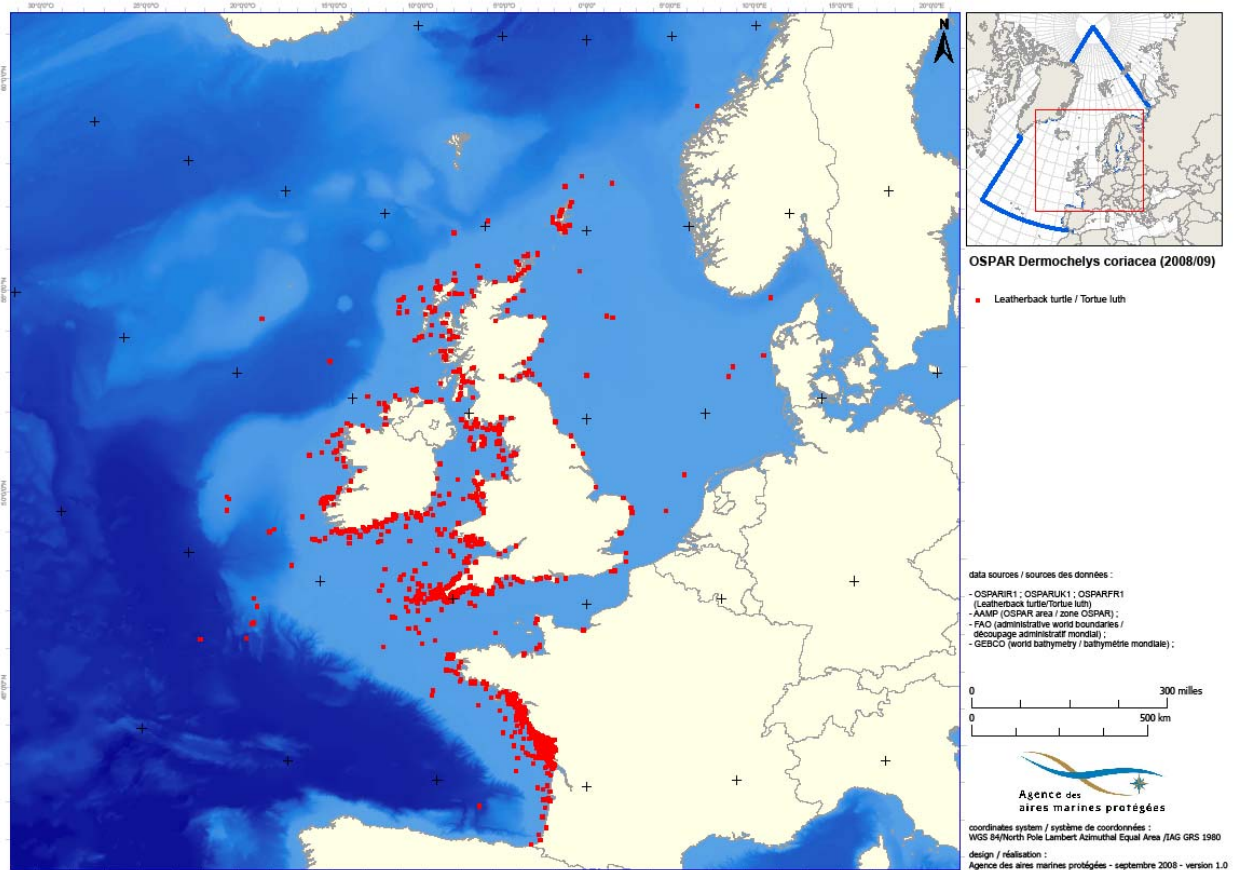 N
OSPAR Dermochelys coriacea (2008/09)
Leatherback turtle / Tortue luth
data sources / sources des données :
- OSPARIR1 ; OSPARUK1 ; OSPARFR1
(Leatherback turtle/Tortue luth)
- AAMP (OSPAR area / zone OSPAR) ;
- FAO (administrative world boundaries /
découpage administratif mondial) ;
- GEBCO (world bathymetry / bathymétrie mondiale) ;
0 300 milles
0 500 km
Agence des
aires marines protégées
coordinates system / système de coordonnées :
WGS 84/North Pole Lambert Azimuthal Equal Area /IAG GRS 1980
design / réalisation :
Agence des aires marines protégées - septembre 2008 - version 1.0